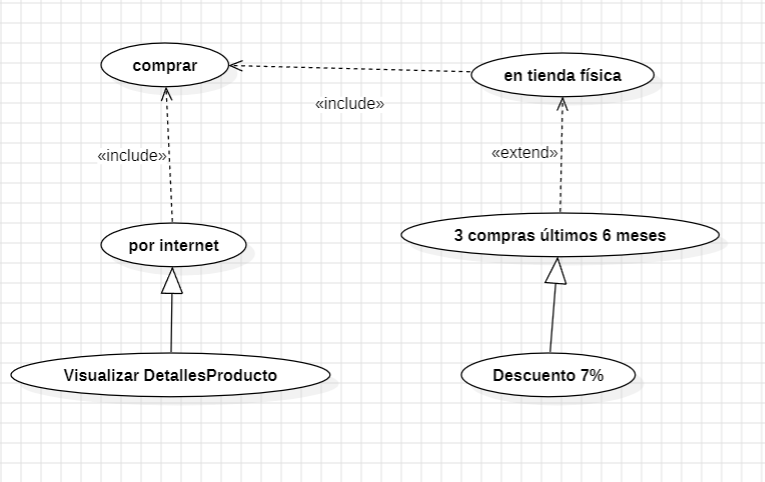 comprar
en tienda física
«include»
«include»
«extend»
por internet
3 compras últimos 6 meses
Visualizar DetallesProducto
Descuento 7%